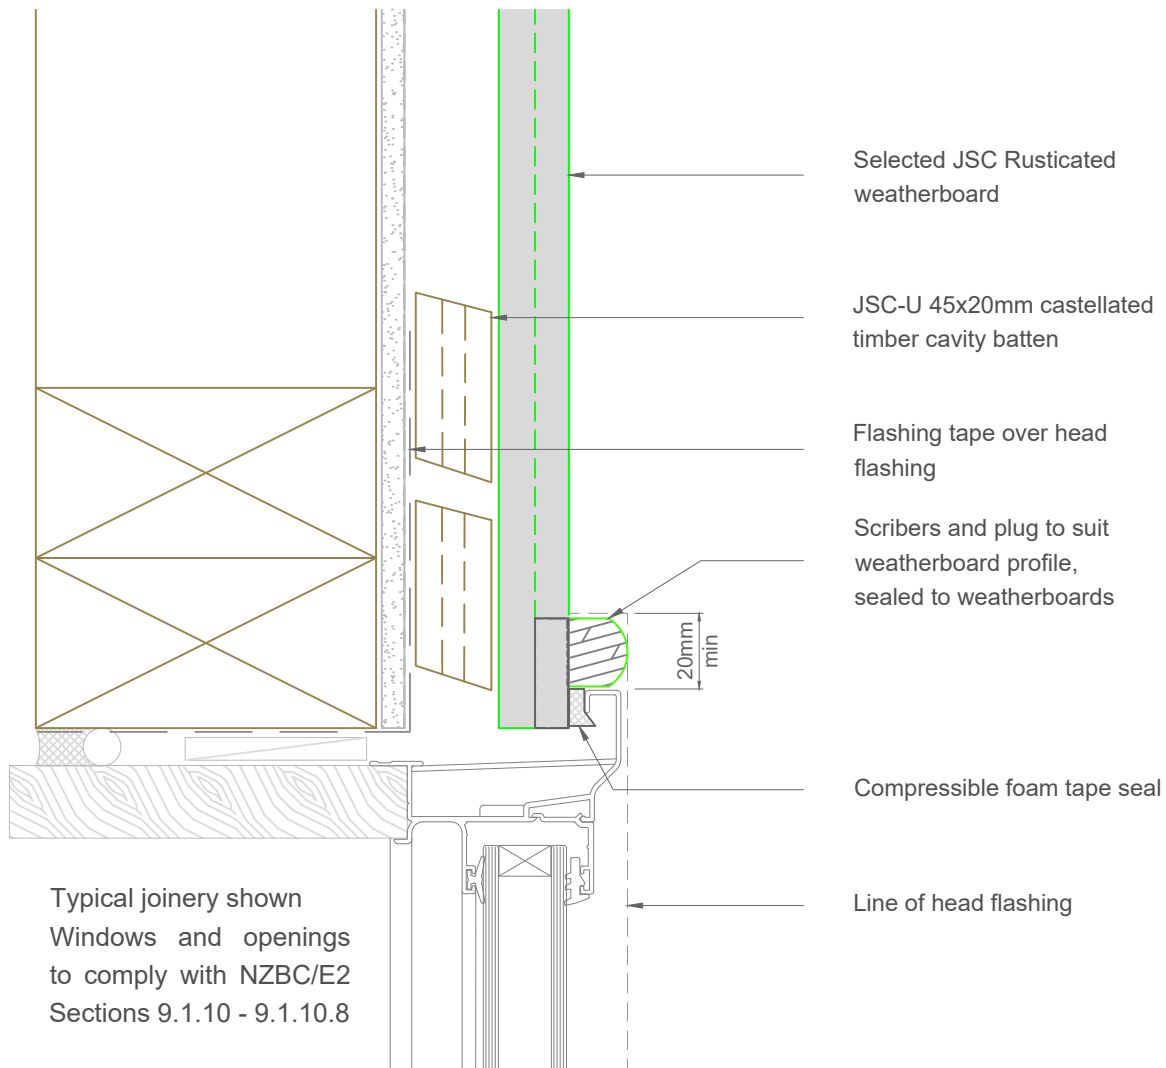 Selected JSC Rusticated
weatherboard
JSC-U 45x20mm castellated
timber cavity batten
Flashing tape over head
flashing
Scribers and plug to suit
weatherboard profile,
sealed to weatherboards
20mm
min
Compressible foam tape seal
Line of head flashing
Typical joinery shown
Windows and openings
to comply with NZBC/E2
Sections 9.1.10 - 9.1.10.8